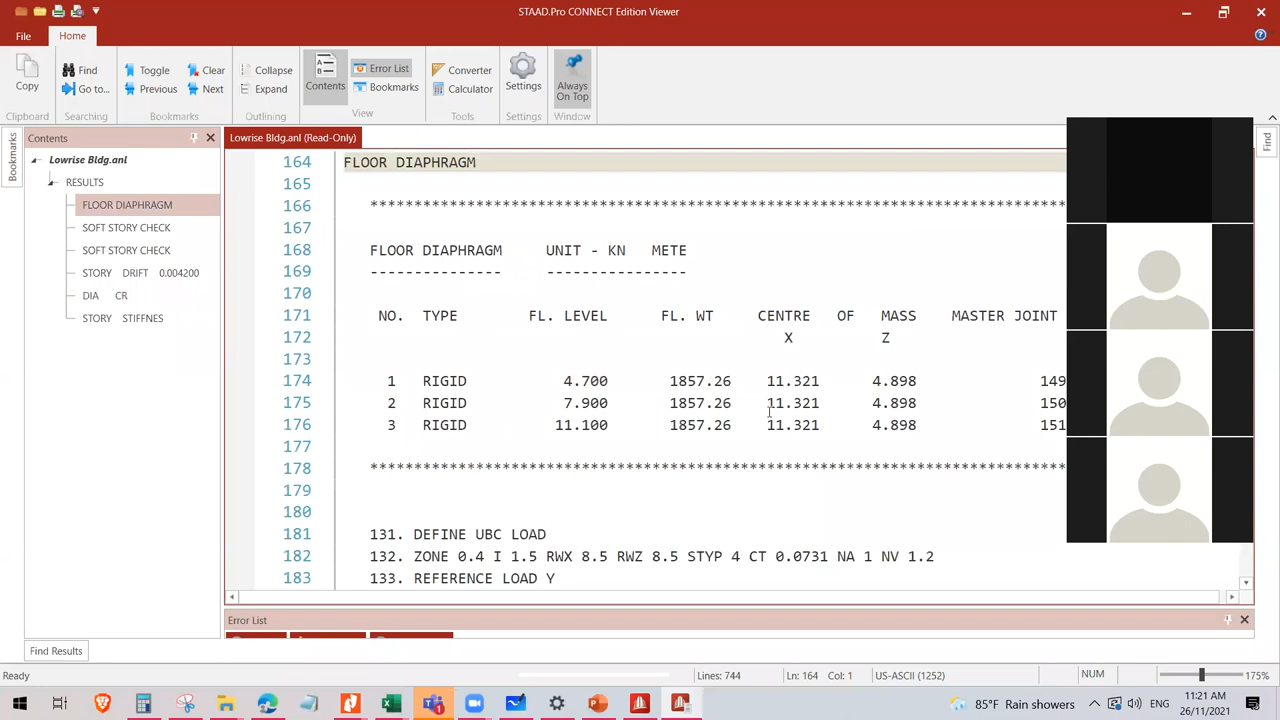 STAAD.Pro CONNECT Edition Viewer
File Home
Copy
Find
Go to...
Toggle
Previous
Clear
Next
Collapse
Expand
Contents
Error List
Bookmarks
Converter
Calculator
Settings
Always
On Top
Clipboard Searching Bookmarks Outlining View Tools Settings Window
Bookmarks
Contents
Lowrise Bldg.anl
RESULTS
FLOOR DIAPHRAGM
SOFT STORY CHECK
SOFT STORY CHECK
STORY DRIFT 0.004200
DIA CR
STORY STIFFNES
Lowrise Bldg.anl (Read-Only)
Find
164 FLOOR DIAPHRAGM
165
166 ********************************************************************************
167
168 FLOOR DIAPHRAGM UNIT - KN METE
169 --------------- ----------------
170
171 NO. TYPE FL. LEVEL FL. WT CENTRE OF MASS MASTER JOINT
172 X Z
173
174 1 RIGID 4.700 1857.26 11.321 4.898 149
175 2 RIGID 7.900 1857.26 11.321 4.898 150
176 3 RIGID 11.100 1857.26 11.321 4.898 151
177
178 ********************************************************************************
179
180
181 131. DEFINE UBC LOAD
182 132. ZONE 0.4 I 1.5 RWX 8.5 RWZ 8.5 STYP 4 CT 0.0731 NA 1 NV 1.2
183 133. REFERENCE LOAD Y
Error List
Find Results
Ready Lines: 744 Ln: 164 Col: 1 US-ASCII (1252) NUM 175%
85°F Rain showers ENG 11:21 AM
26/11/2021